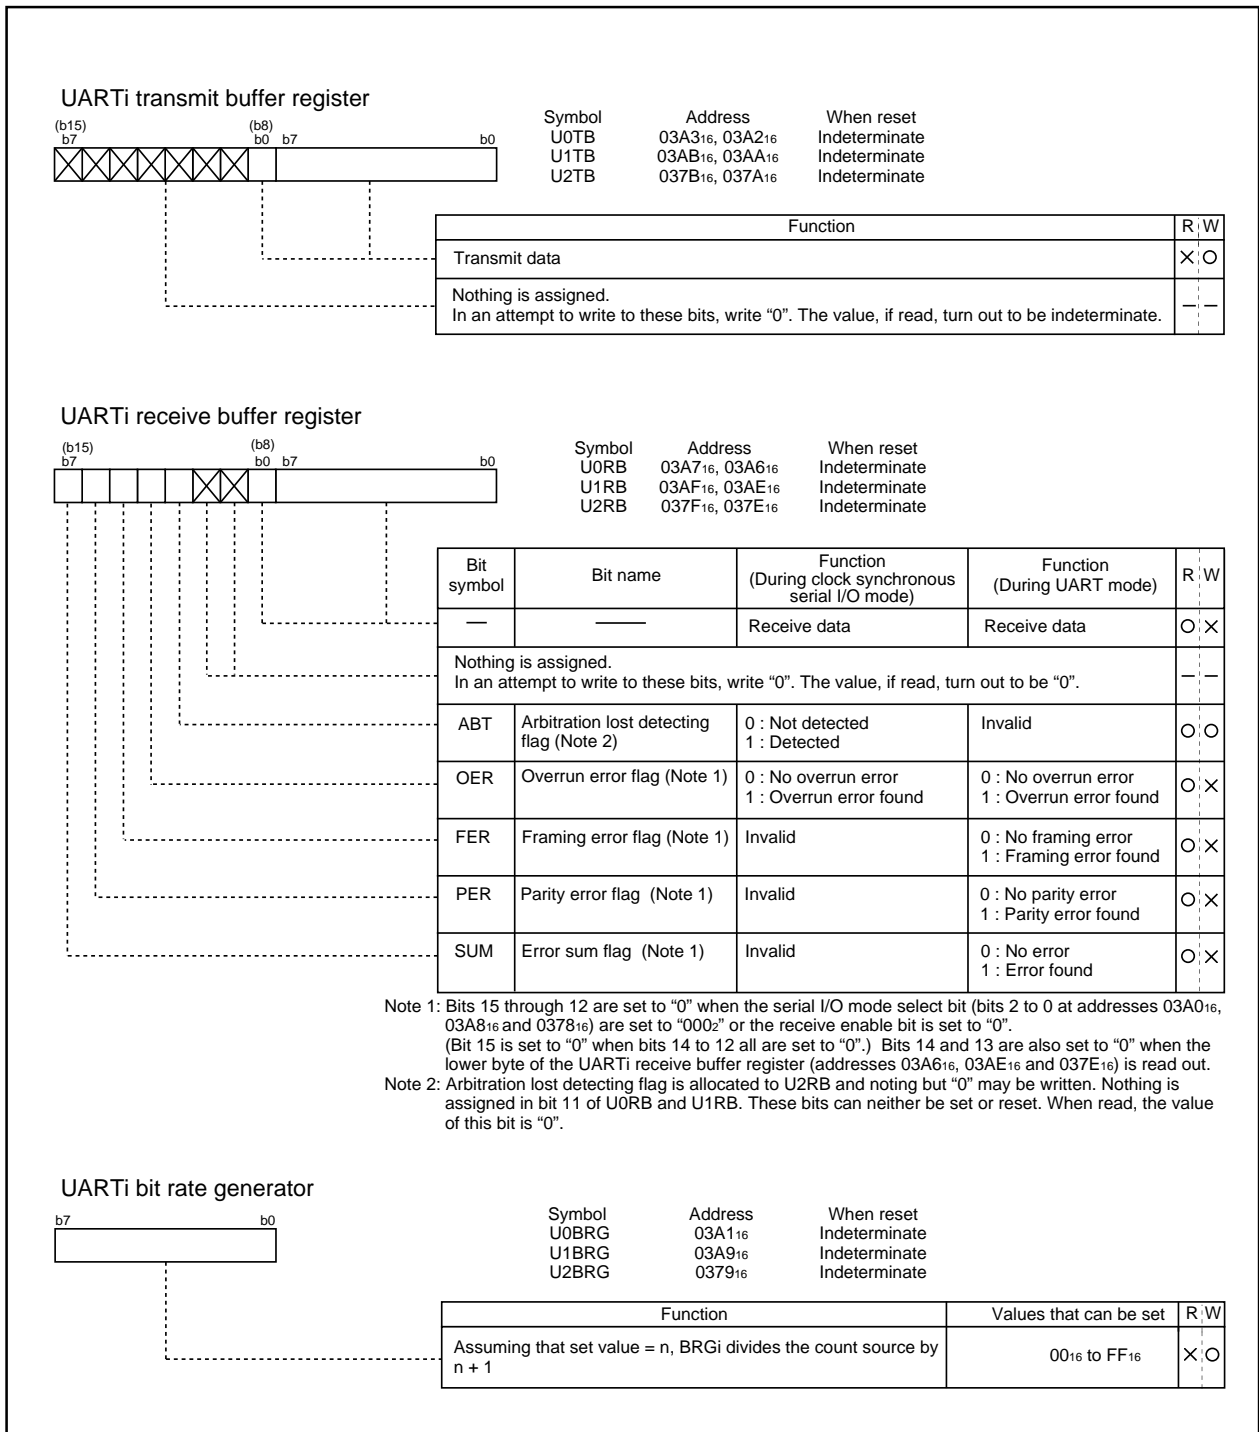 UARTi transmit buffer register
(b15) (b8)
b7 b0 b7 b0
Symbol Address When reset
U0TB 03A316, 03A216 Indeterminate
U1TB 03AB16, 03AA16 Indeterminate
U2TB 037B16, 037A16 Indeterminate
Function R W
Transmit data
Nothing is assigned.
In an attempt to write to these bits, write “0”. The value, if read, turn out to be indeterminate.
UARTi receive buffer register
(b15) (b8)
b7 b0 b7 b0
Symbol Address When reset
U0RB 03A716, 03A616 Indeterminate
U1RB 03AF16, 03AE16 Indeterminate
U2RB 037F16, 037E16 Indeterminate
Bit symbol Bit name Function (During clock synchronous serial I/O mode) Function (During UART mode) R W
Receive data Receive data
Nothing is assigned.
In an attempt to write to these bits, write “0”. The value, if read, turn out to be “0”.
ABT Arbitration lost detecting flag (Note 2) 0 : Not detected 1 : Detected Invalid
OER Overrun error flag (Note 1) 0 : No overrun error 1 : Overrun error found 0 : No overrun error 1 : Overrun error found
FER Framing error flag (Note 1) Invalid 0 : No framing error 1 : Framing error found
PER Parity error flag (Note 1) Invalid 0 : No parity error 1 : Parity error found
SUM Error sum flag (Note 1) Invalid 0 : No error 1 : Error found
Note 1: Bits 15 through 12 are set to “0” when the serial I/O mode select bit (bits 2 to 0 at addresses 03A016,
03A816 and 037816) are set to “0002” or the receive enable bit is set to “0”.
(Bit 15 is set to “0” when bits 14 to 12 all are set to “0”.) Bits 14 and 13 are also set to “0” when the
lower byte of the UARTi receive buffer register (addresses 03A616, 03AE16 and 037E16) is read out.
Note 2: Arbitration lost detecting flag is allocated to U2RB and noting but “0” may be written. Nothing is
assigned in bit 11 of U0RB and U1RB. These bits can neither be set or reset. When read, the value
of this bit is “0”.
UARTi bit rate generator
b7 b0
Symbol Address When reset
U0BRG 03A116 Indeterminate
U1BRG 03A916 Indeterminate
U2BRG 037916 Indeterminate
Function Values that can be set R W
Assuming that set value = n, BRGi divides the count source by
n + 1
0016 to FF16